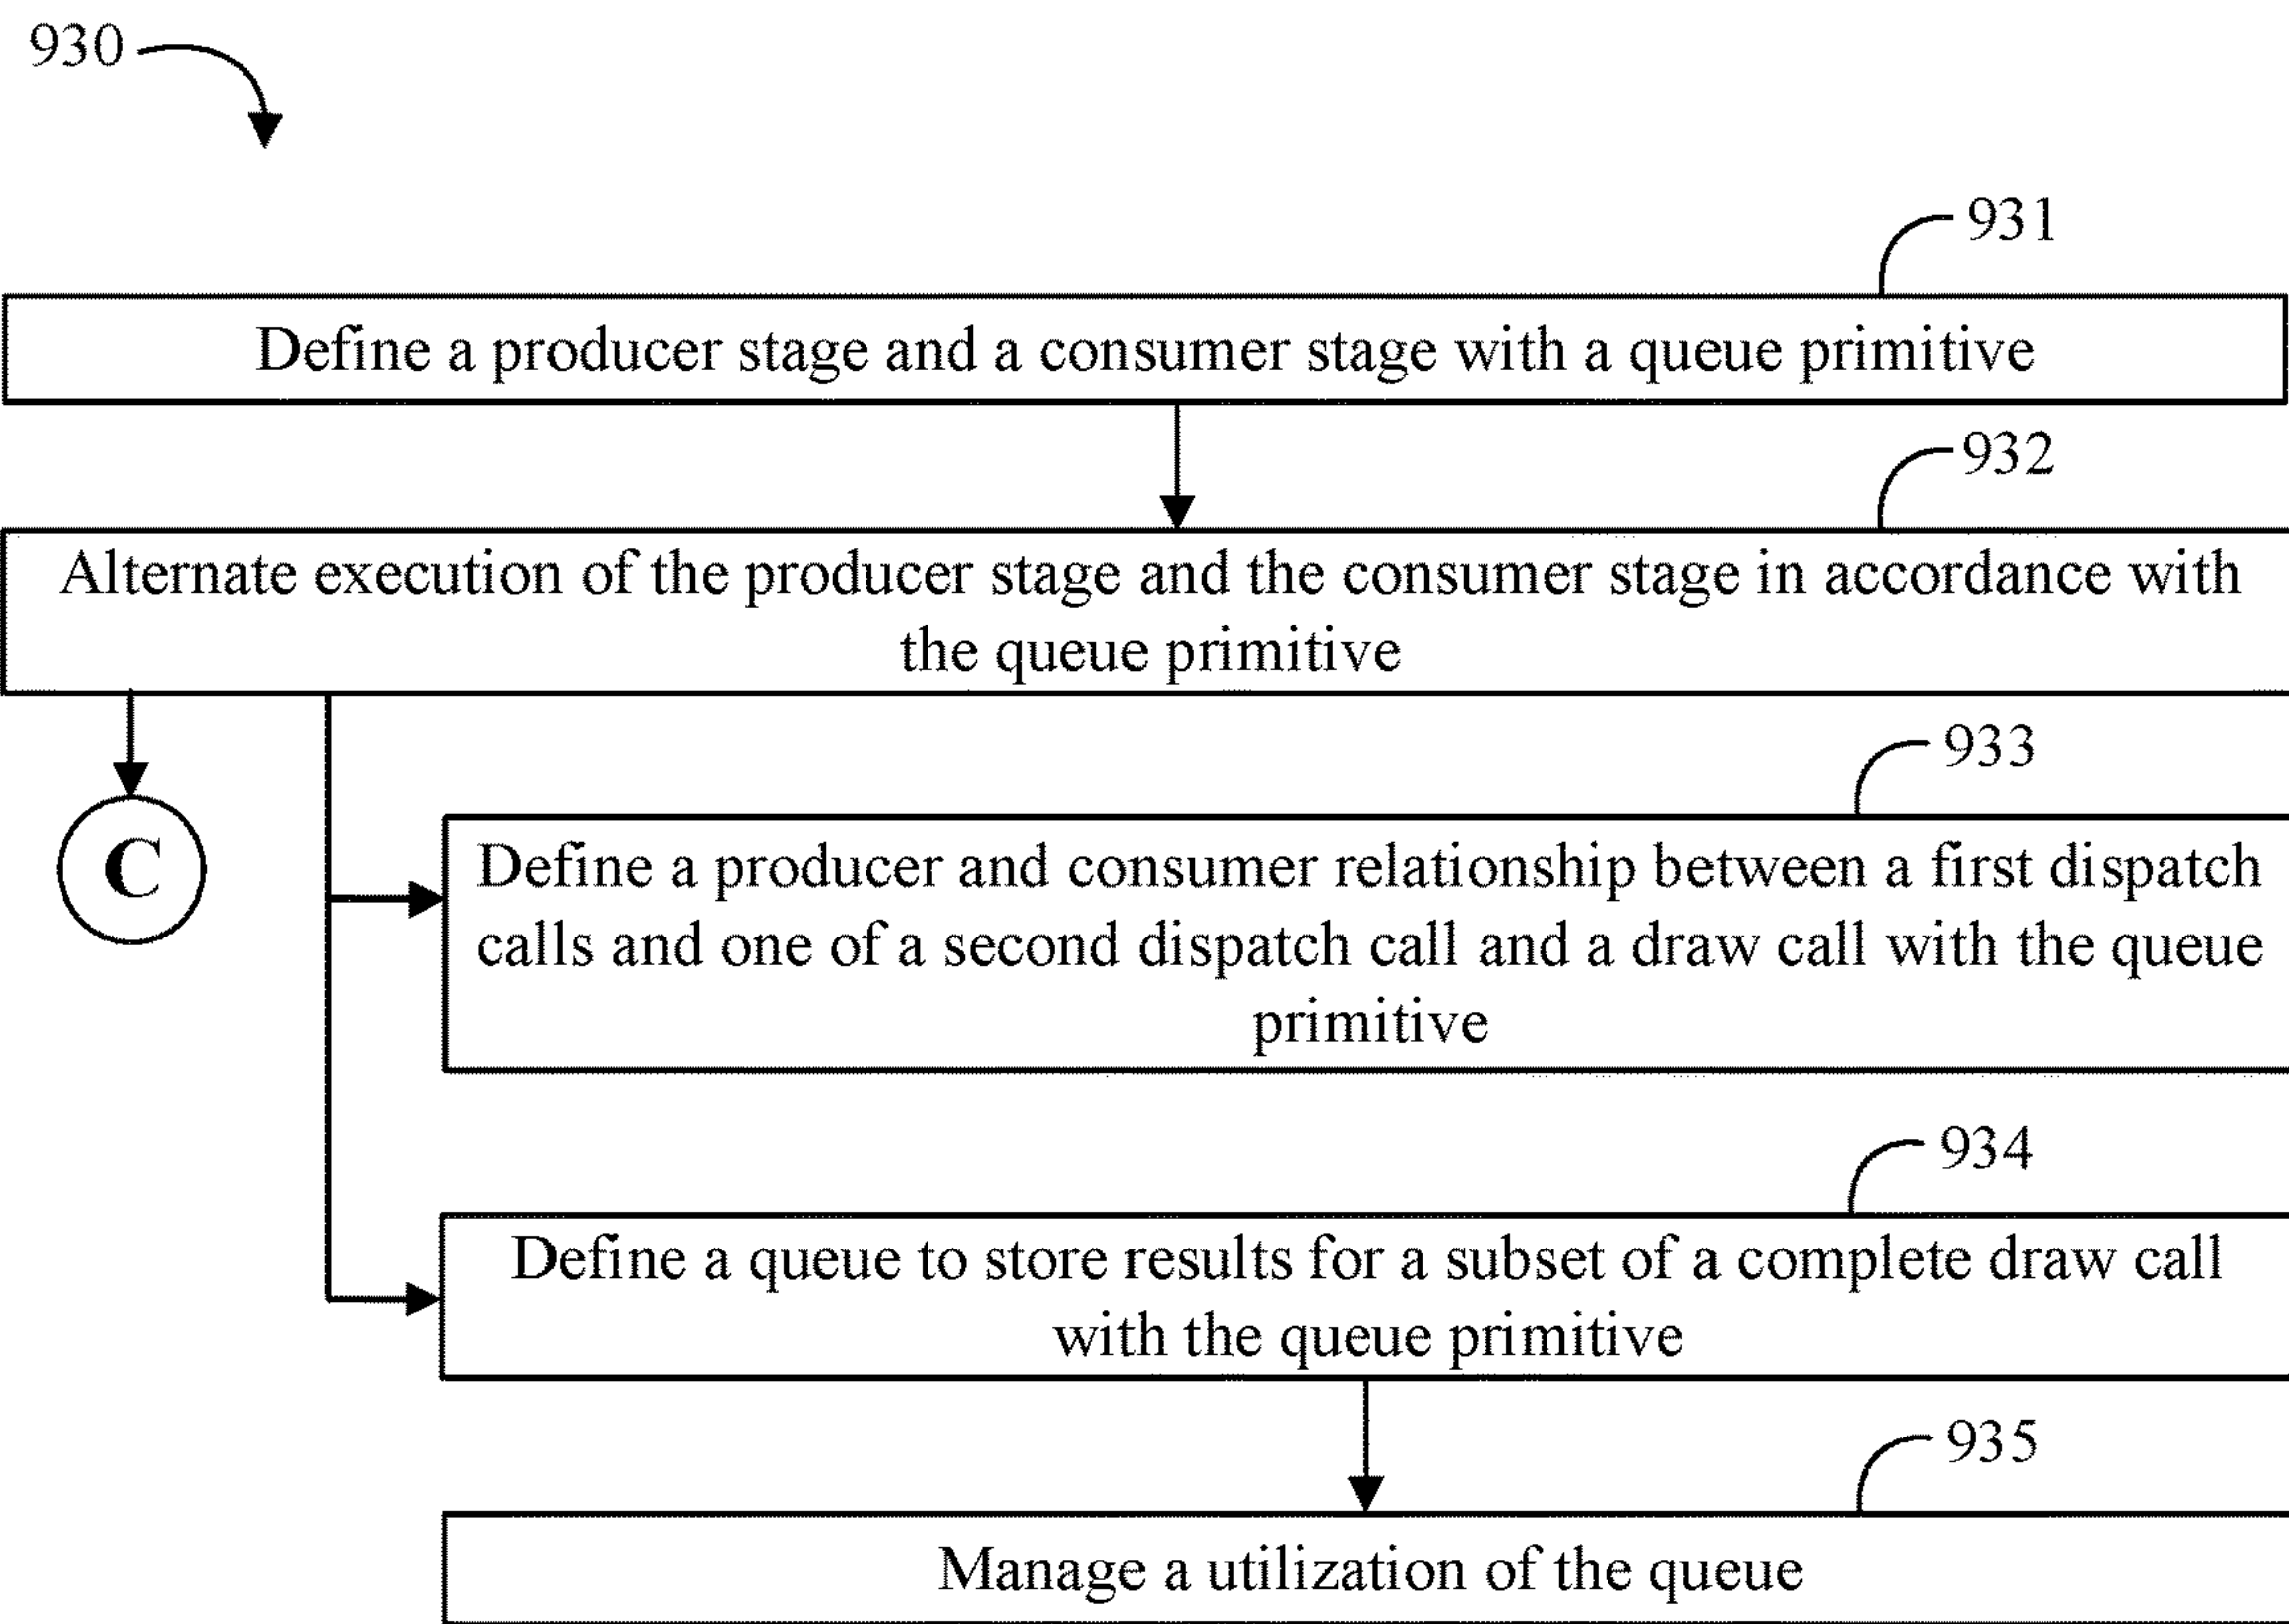 930
931
Define a producer stage and a consumer stage with a queue primitive
932
Alternate execution of the producer stage and the consumer stage in accordance with
the queue primitive
933
C
Define a producer and consumer relationship between a first dispatch
calls and one of a second dispatch call and a draw call with the queue
primitive
934
Define a queue to store results for a subset of a complete draw call
with the queue primitive
935
Manage a utilization of the queue